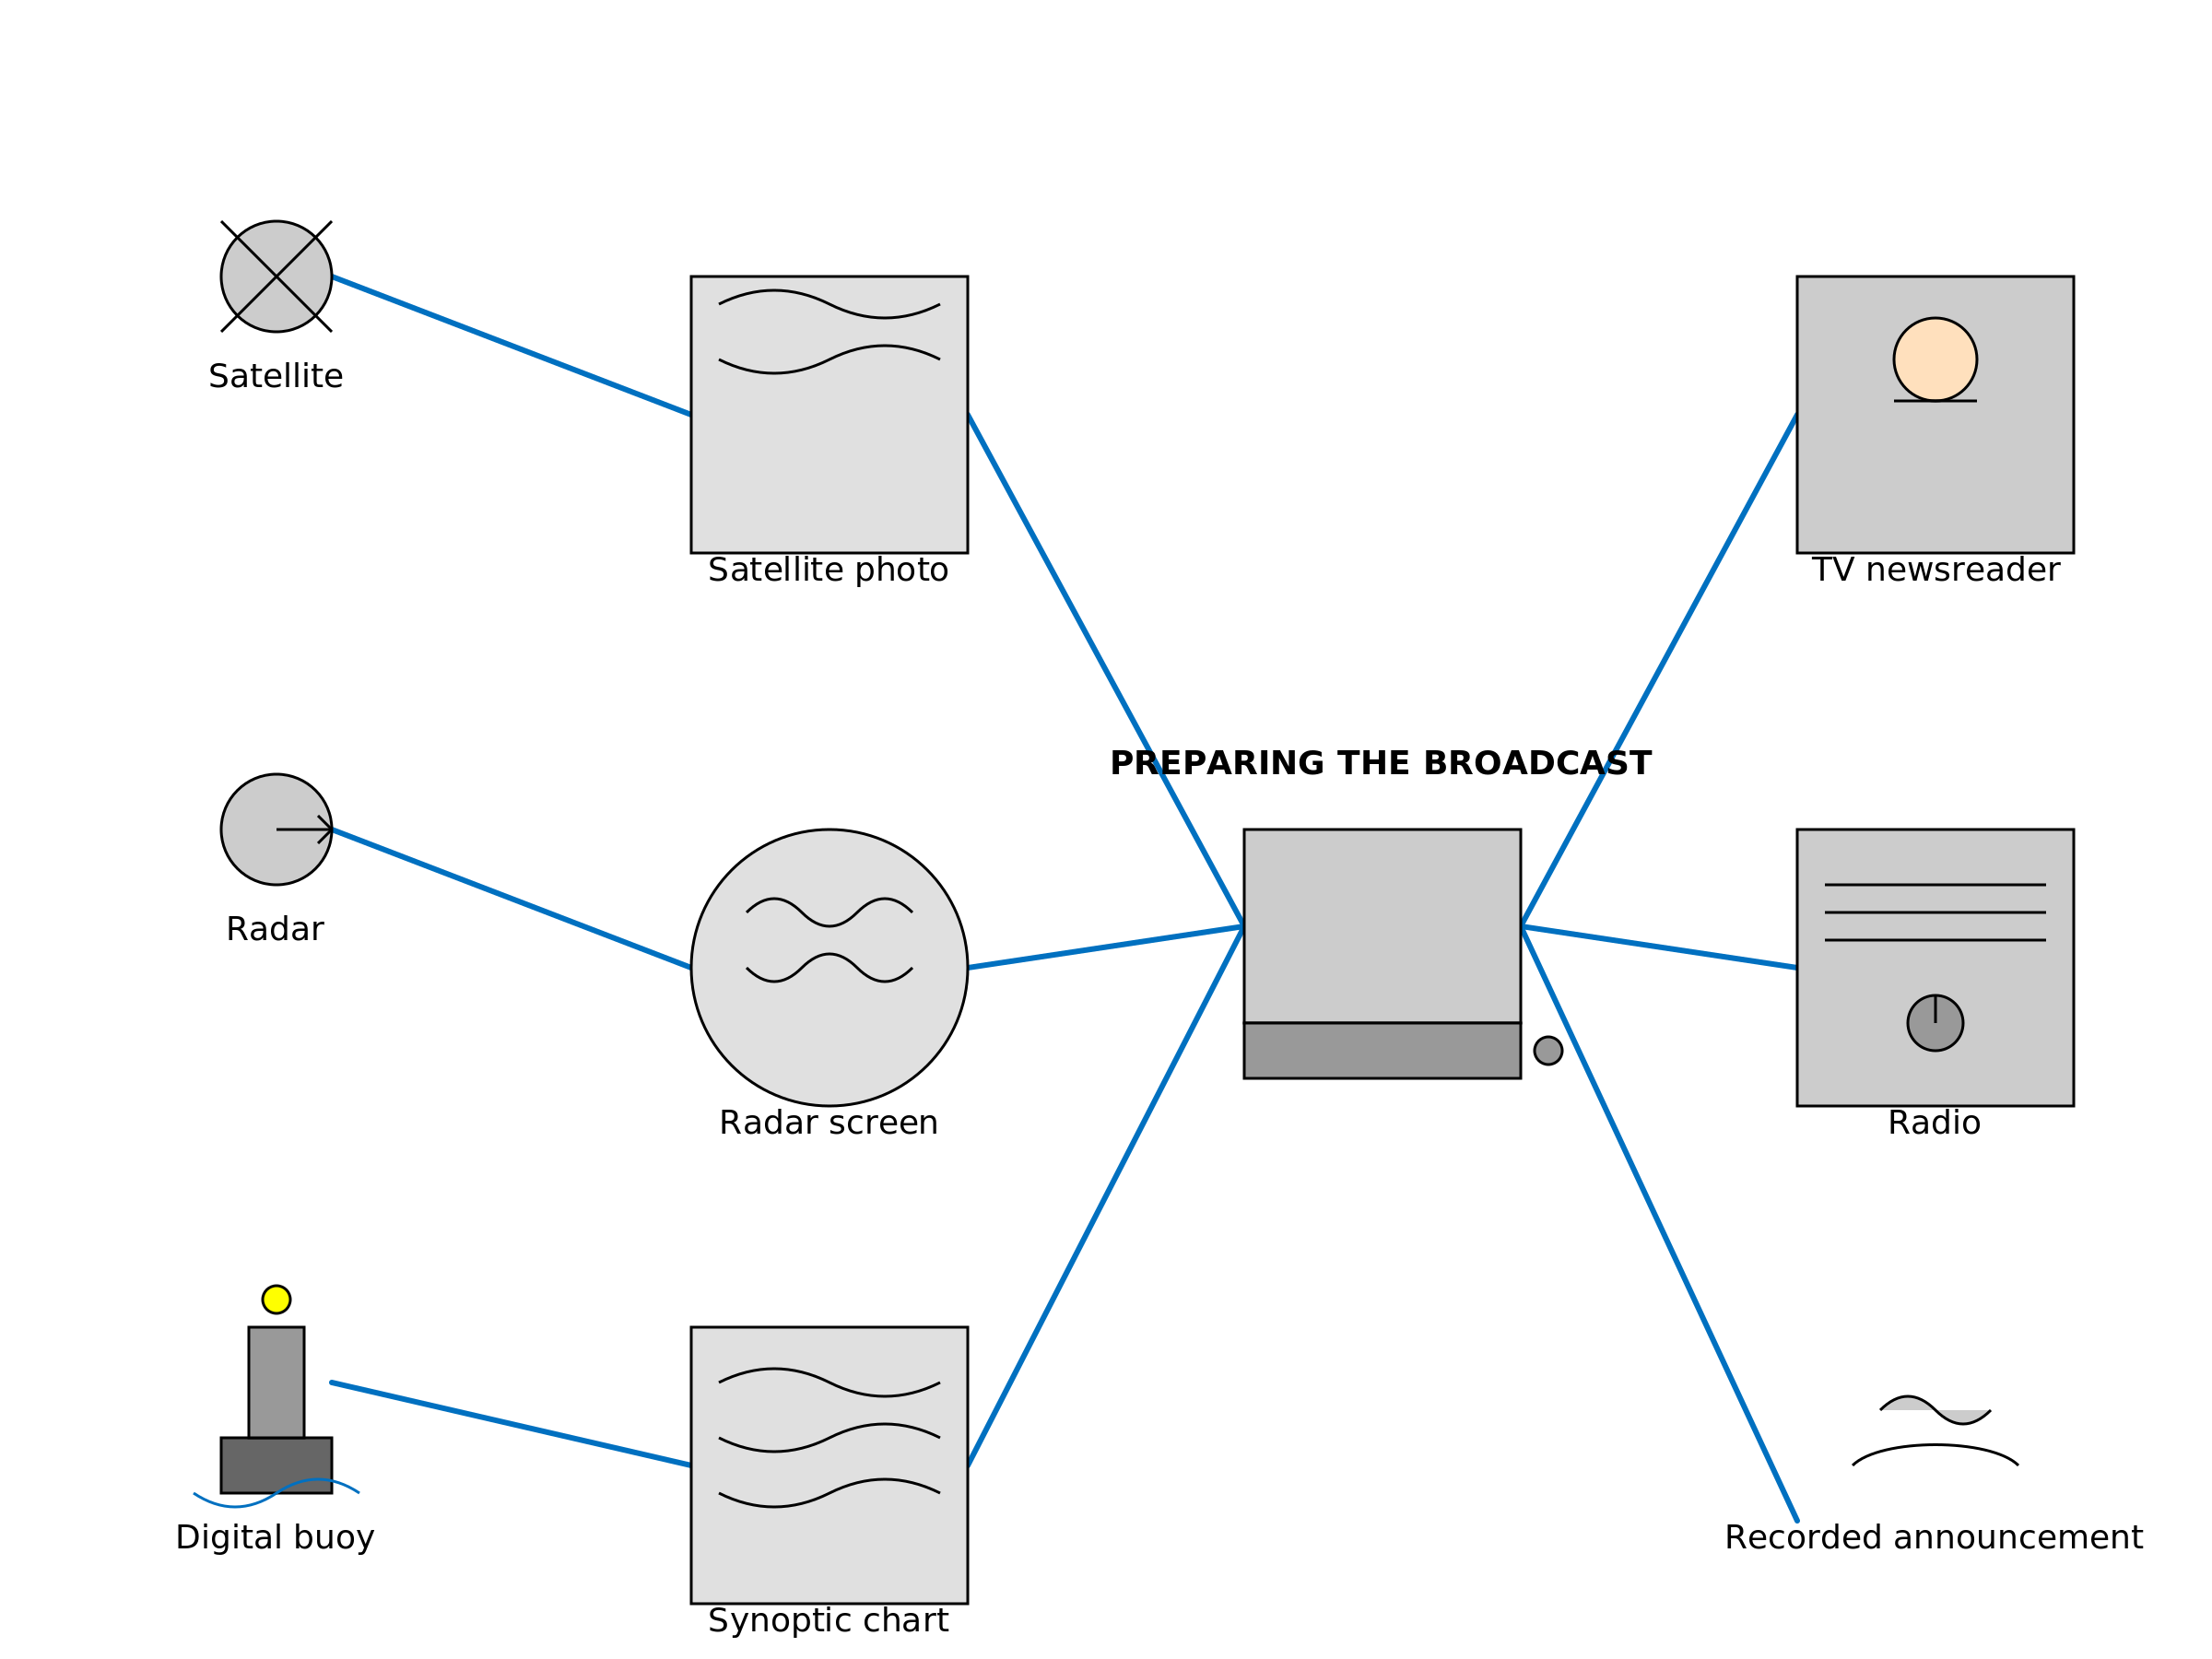 Satellite
Satellite photo
TV newsreader
PREPARING THE BROADCAST
Radar
Radar screen
Radio
Digital buoy
Recorded announcement
Synoptic chart